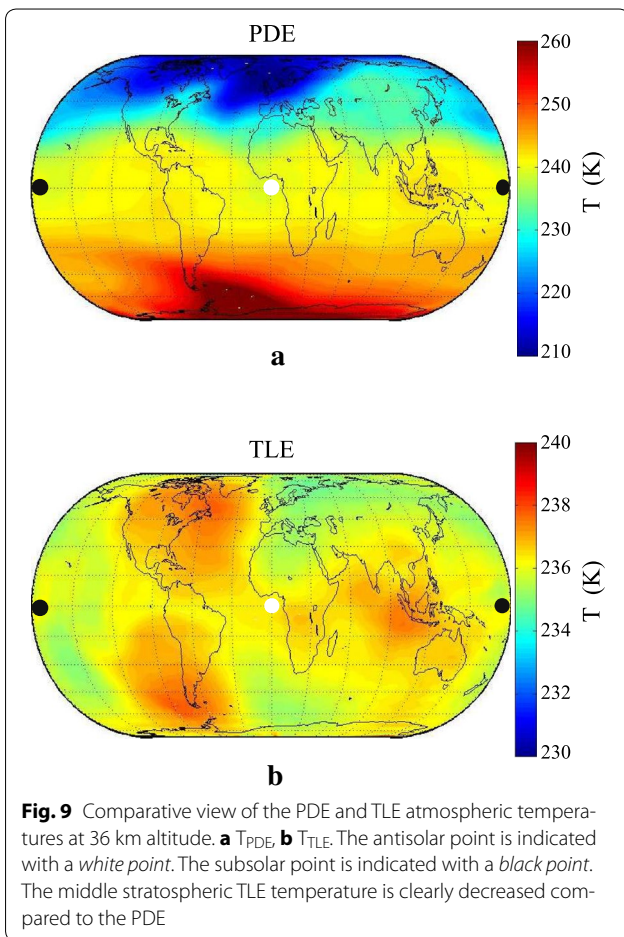 PDE
260
250
240
230
220
210
T (K)
a
TLE
240
238
236
234
232
230
T (K)
b
Fig. 9 Comparative view of the PDE and TLE atmospheric tempera-
tures at 36 km altitude. a TPDE, b TTLE. The antisolar point is indicated
with a white point. The subsolar point is indicated with a black point.
The middle stratospheric TLE temperature is clearly decreased com-
pared to the PDE